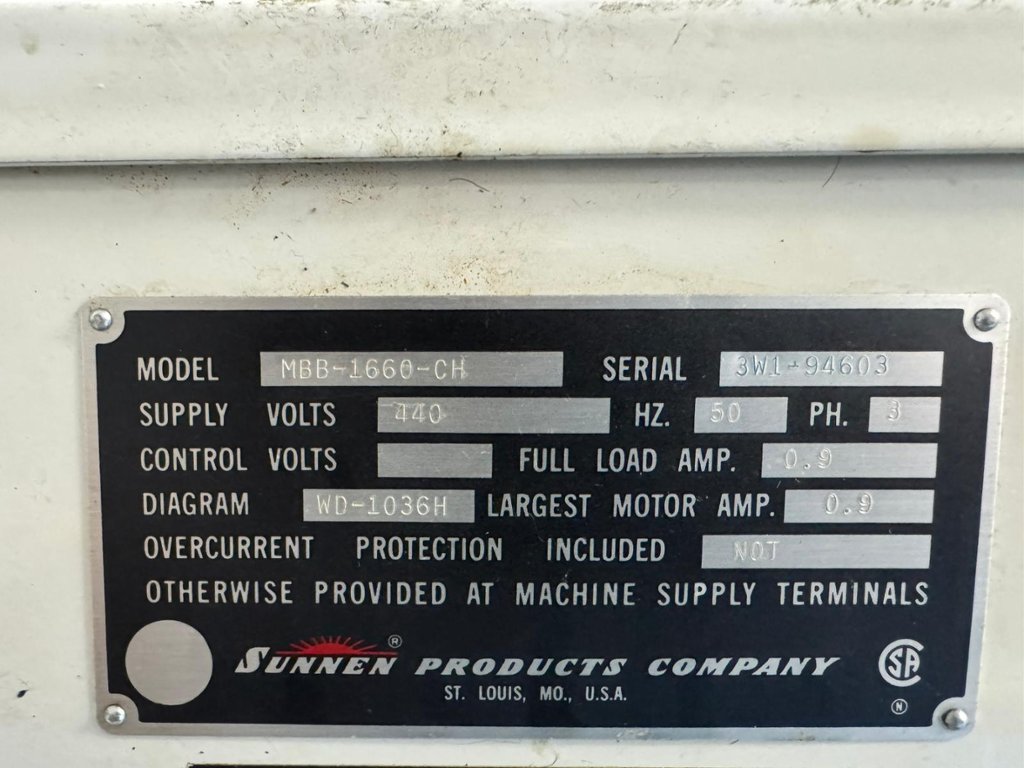 MODEL MBB-1660-CH SERIAL 3W1-94603
SUPPLY VOLTS 440 HZ. 50 PH. 3
CONTROL VOLTS FULL LOAD AMP. 0.9
DIAGRAM WD-1036H LARGEST MOTOR AMP. 0.9
OVERCURRENT PROTECTION INCLUDED NOT
OTHERWISE PROVIDED AT MACHINE SUPPLY TERMINALS
SUNNEN® PRODUCTS COMPANY SA
ST. LOUIS, MO., U.S.A. N